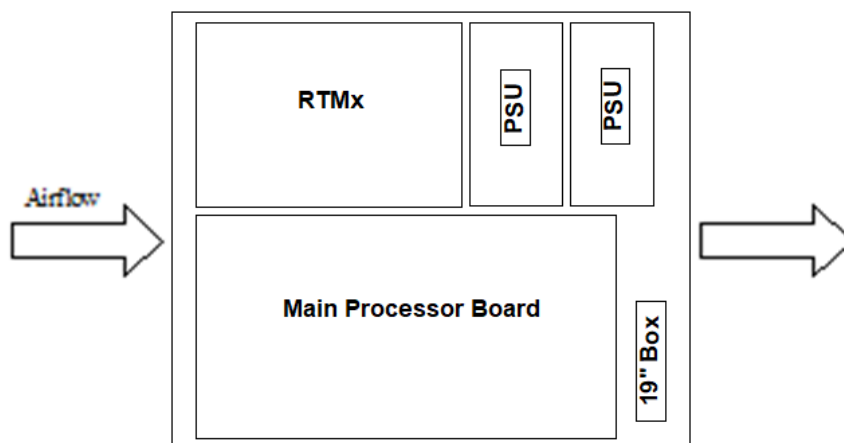 RTMx
PSU
PSU
Airflow
Main Processor Board
19" Box